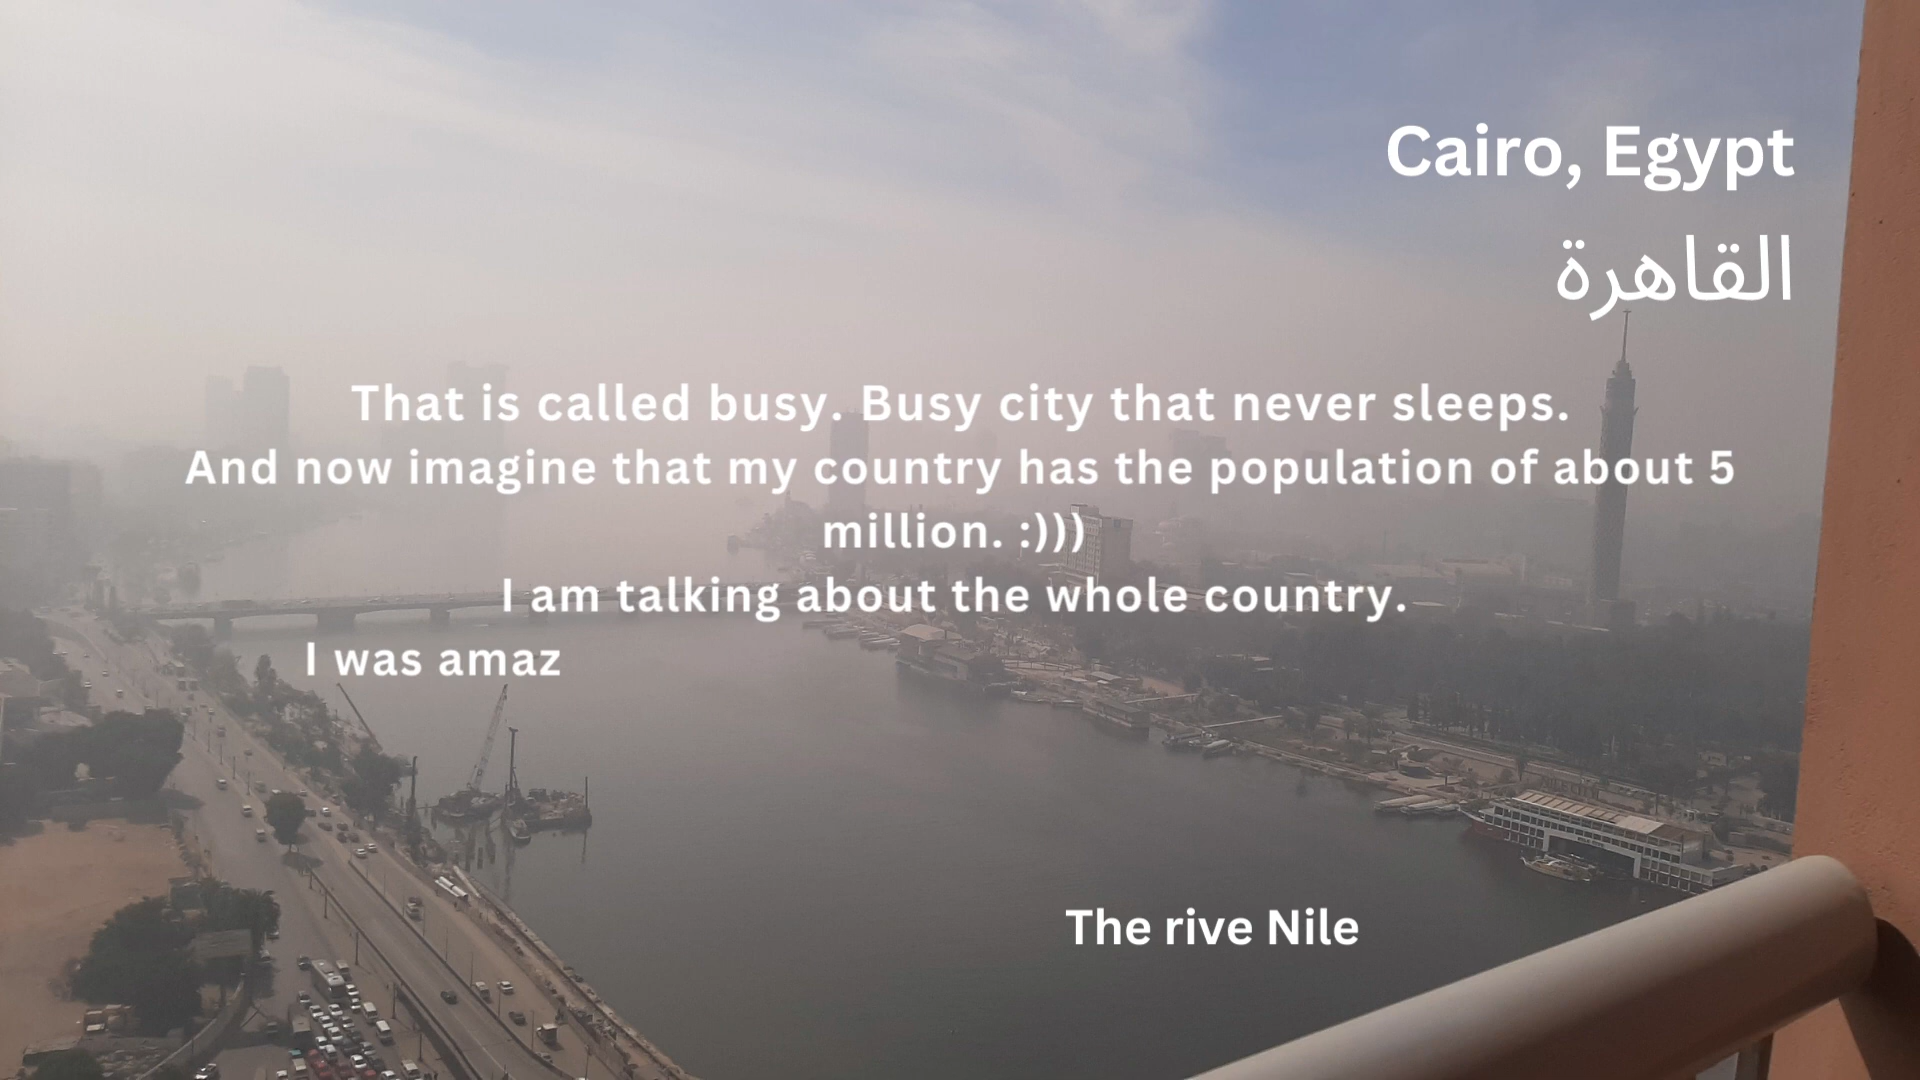 Cairo, Egypt
القاهرة
That is called busy. Busy city that never sleeps.
And now imagine that my country has the population of about 5
million. :)))
I am talking about the whole country.
I was amaz
The rive Nile